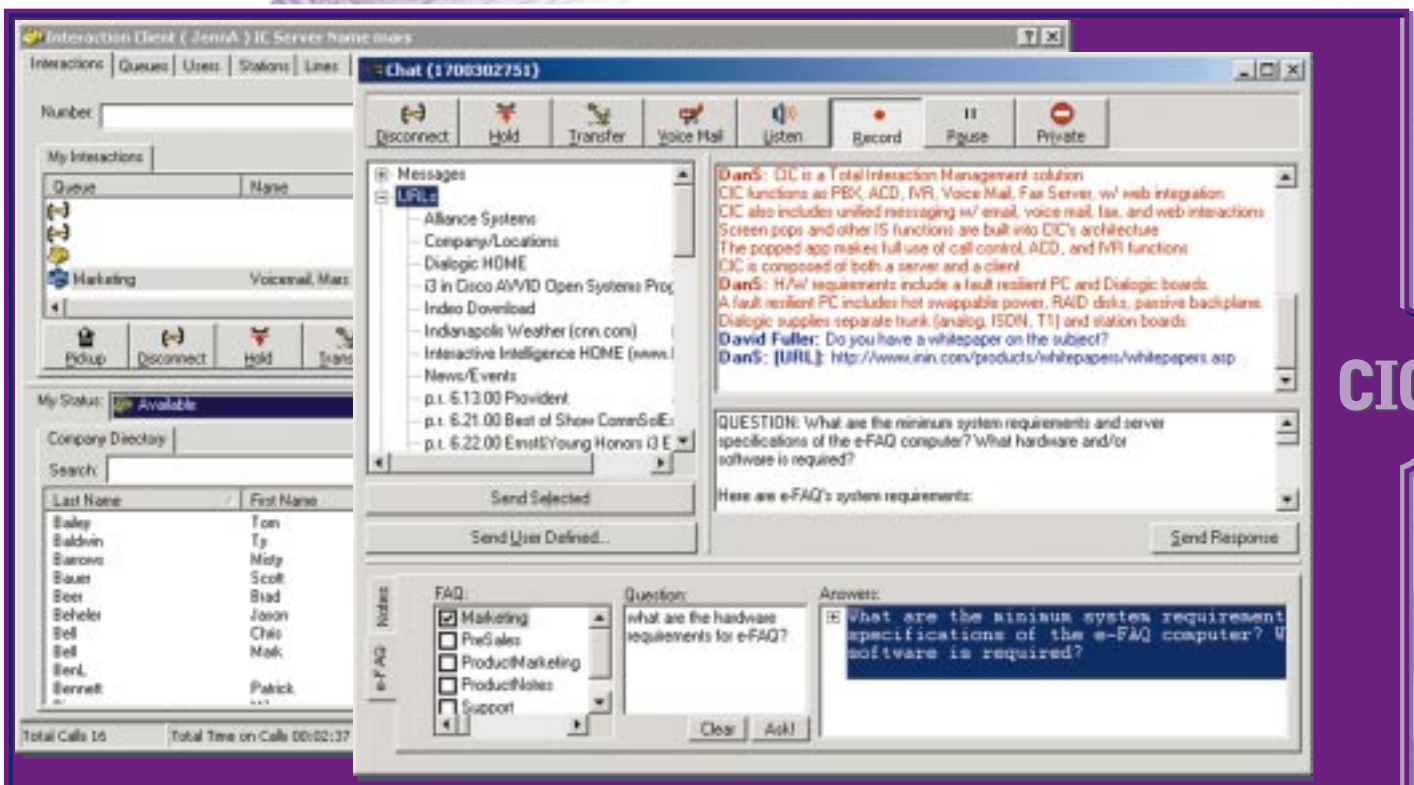 Interaction Client ( JennA ) IC Server Name mars
Interactions Queues Users Stations Lines
Number:
My Interactions
Queue Name
Marketing Voicemail, Mars
Pickup Disconnect Hold Trans
My Status: Available
Company Directory
Search:
Last Name First Name
Bailey Tom
Baldwin Ty
Barrows Misty
Bauer Scott
Beer Brad
Beheler Jason
Bell Chris
Bell Mark
BenL
Bennett Patrick
Total Calls 16 Total Time on Calls 00:02:37
Chat (1700302751)
Disconnect Hold Transfer Voice Mail Listen Record Pause Private
Messages
URLs
Alliance Systems
Company/Locations
Dialogic HOME
i3 in Cisco AVVID Open Systems Prog
Indeo Download
Indianapolis Weather (cnn.com)
Interactive Intelligence HOME (www.
News/Events
p.r. 6.13.00 Provident
p.r. 6.21.00 Best of Show CommSolE
p.r. 6.22.00 Ernst&Young Honors i3 E
Send Selected
Send User Defined...
DanS: CIC is a Total Interaction Management solution
CIC functions as PBX, ACD, IVR, Voice Mail, Fax Server, w/ web integration
CIC also includes unified messaging w/ email, voice mail, fax, and web interactions
Screen pops and other IS functions are built into CIC's architecture
The popped app makes full use of call control, ACD, and IVR functions
CIC is composed of both a server and a client
DanS: H/W requirements include a fault resilient PC and Dialogic boards.
A fault resilient PC includes hot swappable power, RAID disks, passive backplane
Dialogic supplies separate trunk (analog, ISDN, T1) and station boards
David Fuller: Do you have a whitepaper on the subject?
DanS: [URL]: http://www.inin.com/products/whitepapers/whitepapers.asp
QUESTION: What are the minimum system requirements and server
specifications of the e-FAQ computer? What hardware and/or
software is required?
Here are e-FAQ's system requirements:
Send Response
Notes
e-FAQ
FAQ:
Marketing
PreSales
ProductMarketing
ProductNotes
Support
Question:
what are the hardware
requirements for e-FAQ?
Clear Ask!
Answers:
What are the minimum system requirement
specifications of the e-FAQ computer? W
software is required?
CIC